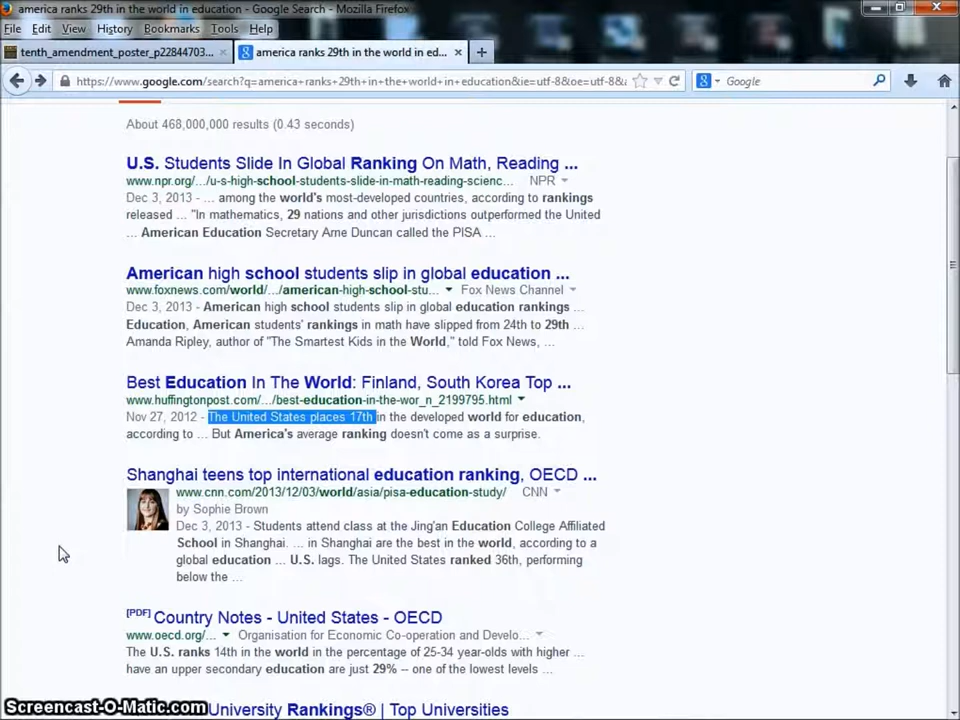 america ranks 29th in the world in education - Google Search - Mozilla Firefox
File Edit View History Bookmarks Tools Help
tenth_amendment_poster_p22844703... america ranks 29th in the world in ed...
https://www.google.com/search?q=america+ranks+29th+in+the+world+in+education&ie=utf-8&oe=utf-8& Google
About 468,000,000 results (0.43 seconds)
U.S. Students Slide In Global Ranking On Math, Reading ...
www.npr.org/.../u-s-high-school-students-slide-in-math-reading-scienc... NPR
Dec 3, 2013 - ... among the world's most-developed countries, according to rankings
released ... "In mathematics, 29 nations and other jurisdictions outperformed the United
... American Education Secretary Arne Duncan called the PISA ...
American high school students slip in global education ...
www.foxnews.com/world/.../american-high-school-stu... Fox News Channel
Dec 3, 2013 - American high school students slip in global education rankings ...
Education, American students' rankings in math have slipped from 24th to 29th ...
Amanda Ripley, author of "The Smartest Kids in the World," told Fox News, ...
Best Education In The World: Finland, South Korea Top ...
www.huffingtonpost.com/.../best-education-in-the-wor_n_2199795.html
Nov 27, 2012 - The United States places 17th in the developed world for education,
according to ... But America's average ranking doesn't come as a surprise.
Shanghai teens top international education ranking, OECD ...
www.cnn.com/2013/12/03/world/asia/pisa-education-study/ CNN
by Sophie Brown
Dec 3, 2013 - Students attend class at the Jing'an Education College Affiliated
School in Shanghai. ... in Shanghai are the best in the world, according to a
global education ... U.S. lags. The United States ranked 36th, performing
below the ...
[PDF] Country Notes - United States - OECD
www.oecd.org/... Organisation for Economic Co-operation and Develo...
The U.S. ranks 14th in the world in the percentage of 25-34 year-olds with higher ...
have an upper secondary education are just 29% -- one of the lowest levels ...
University Rankings® | Top Universities
Screencast-O-Matic.com